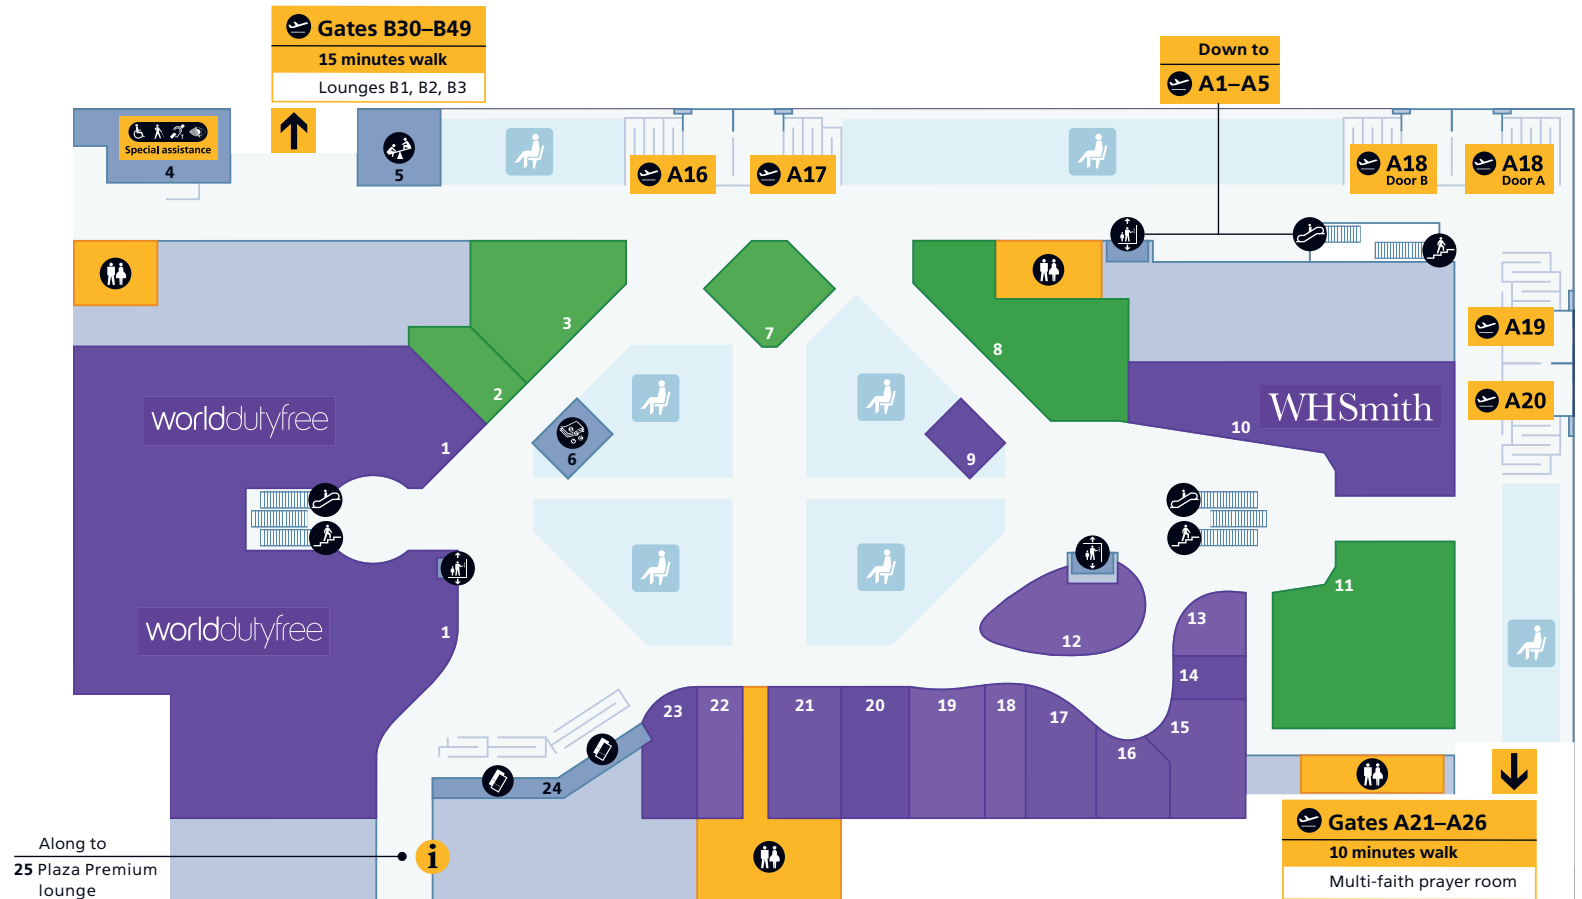 Gates B30–B49
15 minutes walk
Lounges B1, B2, B3
Down to
A1–A5
Special assistance
4
5
A16
A17
A18
Door B
A18
Door A
A19
A20
3
7
8
2
worlddutyfree
1
6
9
10
WHSmith
worlddutyfree
1
11
12
13
14
15
16
17
18
19
20
21
22
23
24
i
Along to
25 Plaza Premium
lounge
Gates A21–A26
10 minutes walk
Multi-faith prayer room